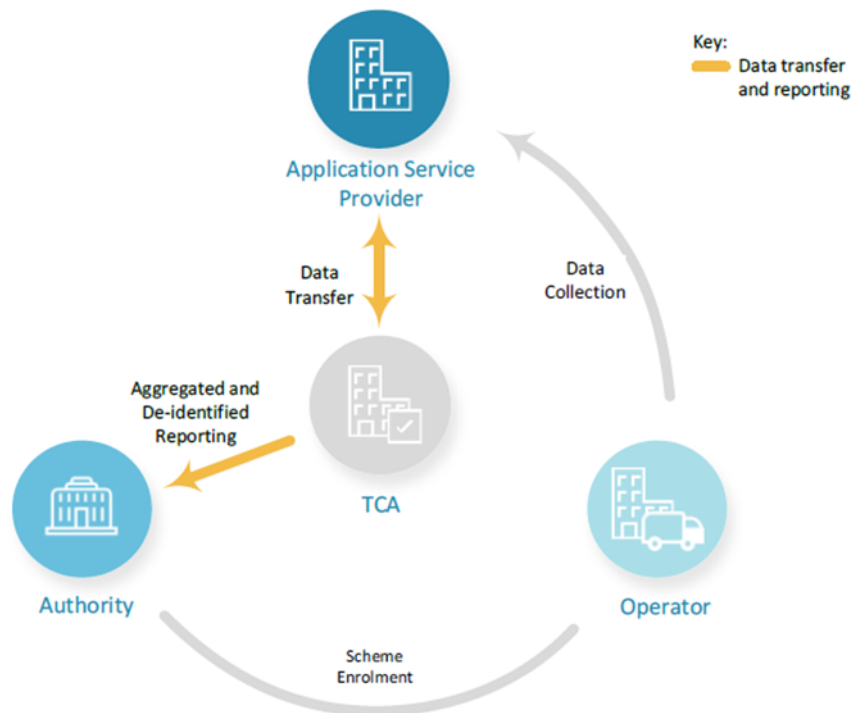 Key:
Data transfer
and reporting
Application Service
Provider
Data
Transfer
Data
Collection
Aggregated and
De-identified
Reporting
TCA
Authority
Operator
Scheme
Enrolment